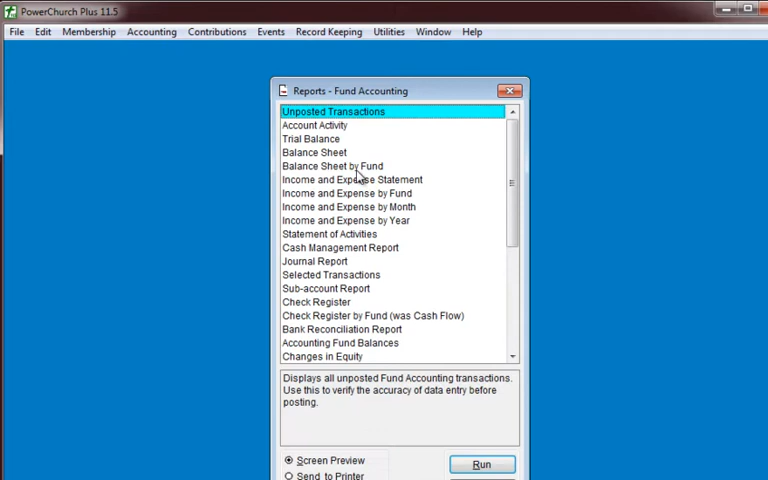 PowerChurch Plus 11.5
File Edit Membership Accounting Contributions Events Record Keeping Utilities Window Help
Reports - Fund Accounting
Unposted Transactions
Account Activity
Trial Balance
Balance Sheet
Balance Sheet by Fund
Income and Expense Statement
Income and Expense by Fund
Income and Expense by Month
Income and Expense by Year
Statement of Activities
Cash Management Report
Journal Report
Selected Transactions
Sub-account Report
Check Register
Check Register by Fund (was Cash Flow)
Bank Reconciliation Report
Accounting Fund Balances
Changes in Equity
Displays all unposted Fund Accounting transactions.
Use this to verify the accuracy of data entry before
posting.
Screen Preview
Run
Send to Printer